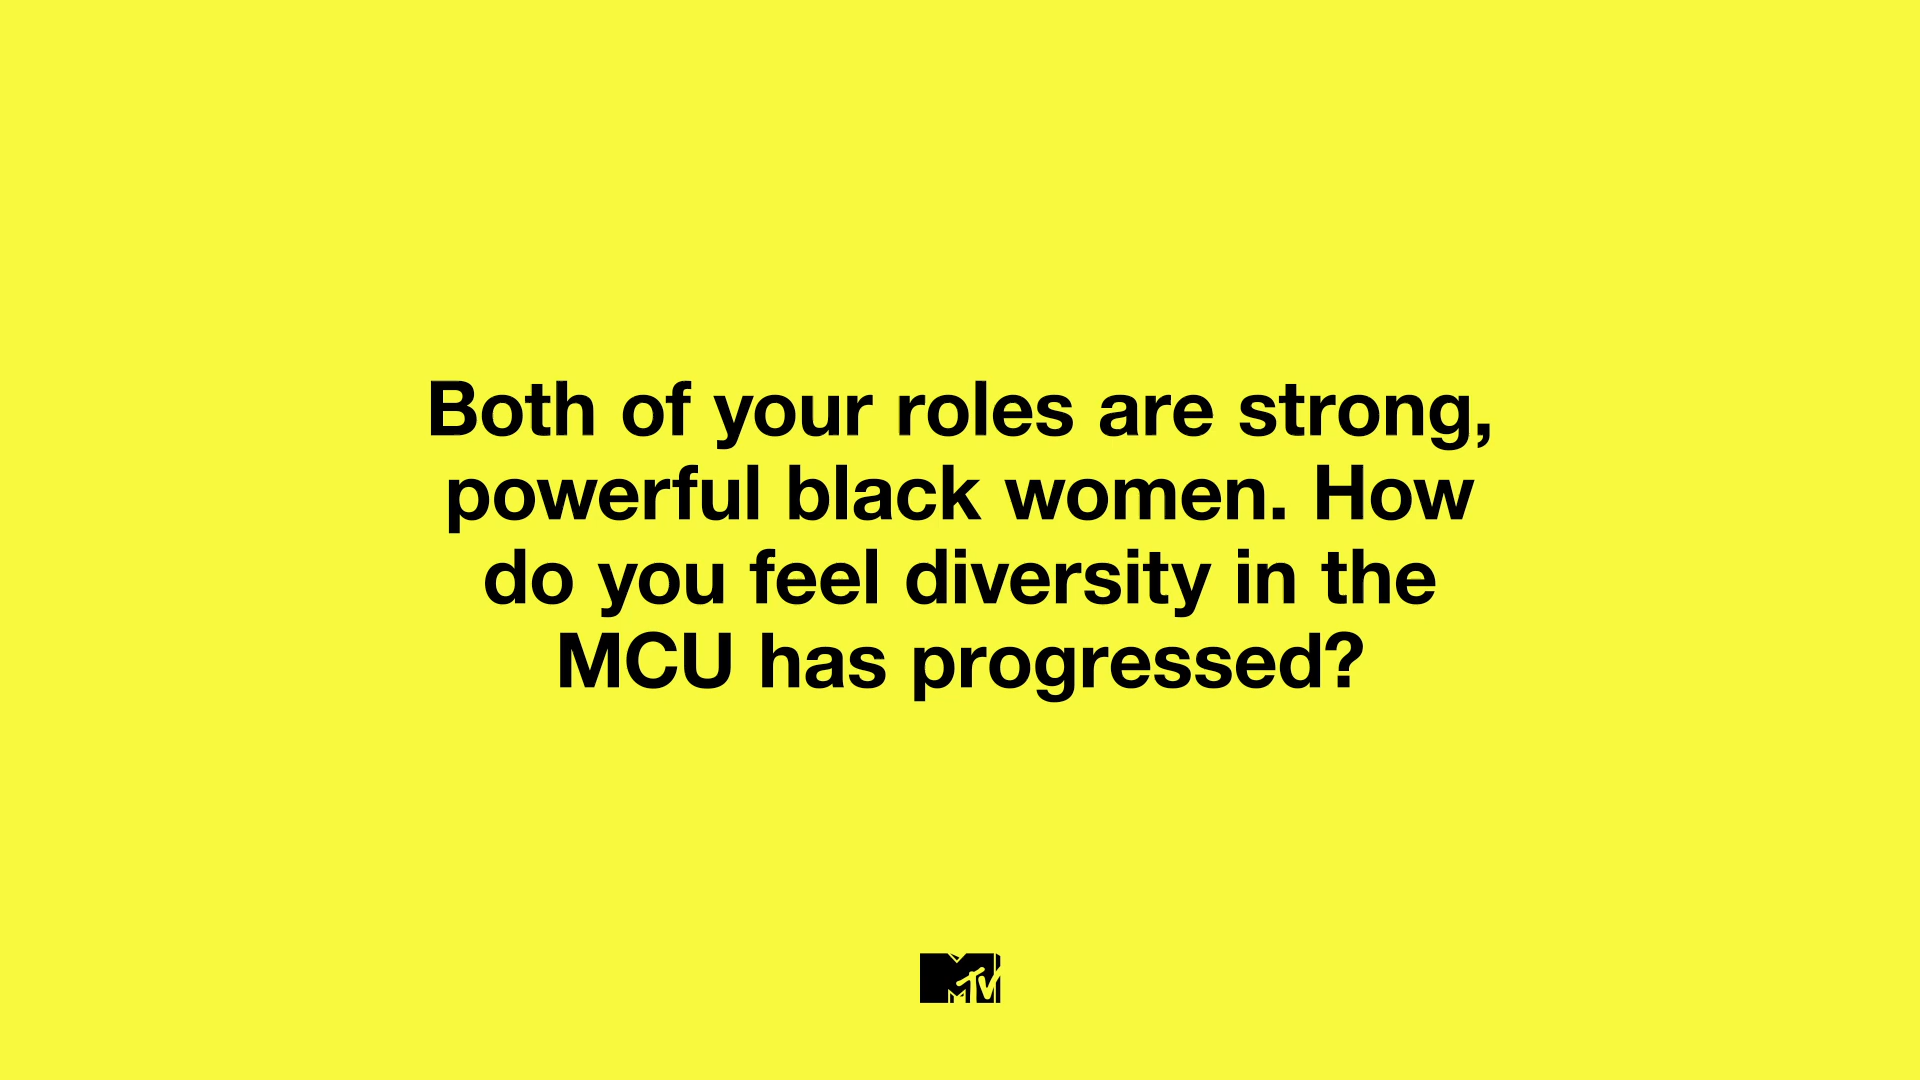 Both of your roles are strong,
powerful black women. How
do you feel diversity in the
MCU has progressed?
MTV